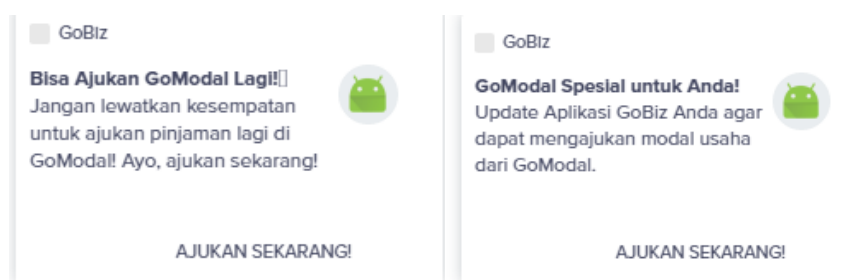 GoBiz
Bisa Ajukan GoModal Lagi!
Jangan lewatkan kesempatan
untuk ajukan pinjaman lagi di
GoModal! Ayo, ajukan sekarang!
AJUKAN SEKARANG!
GoBiz
GoModal Spesial untuk Anda!
Update Aplikasi GoBiz Anda agar
dapat mengajukan modal usaha
dari GoModal.
AJUKAN SEKARANG!